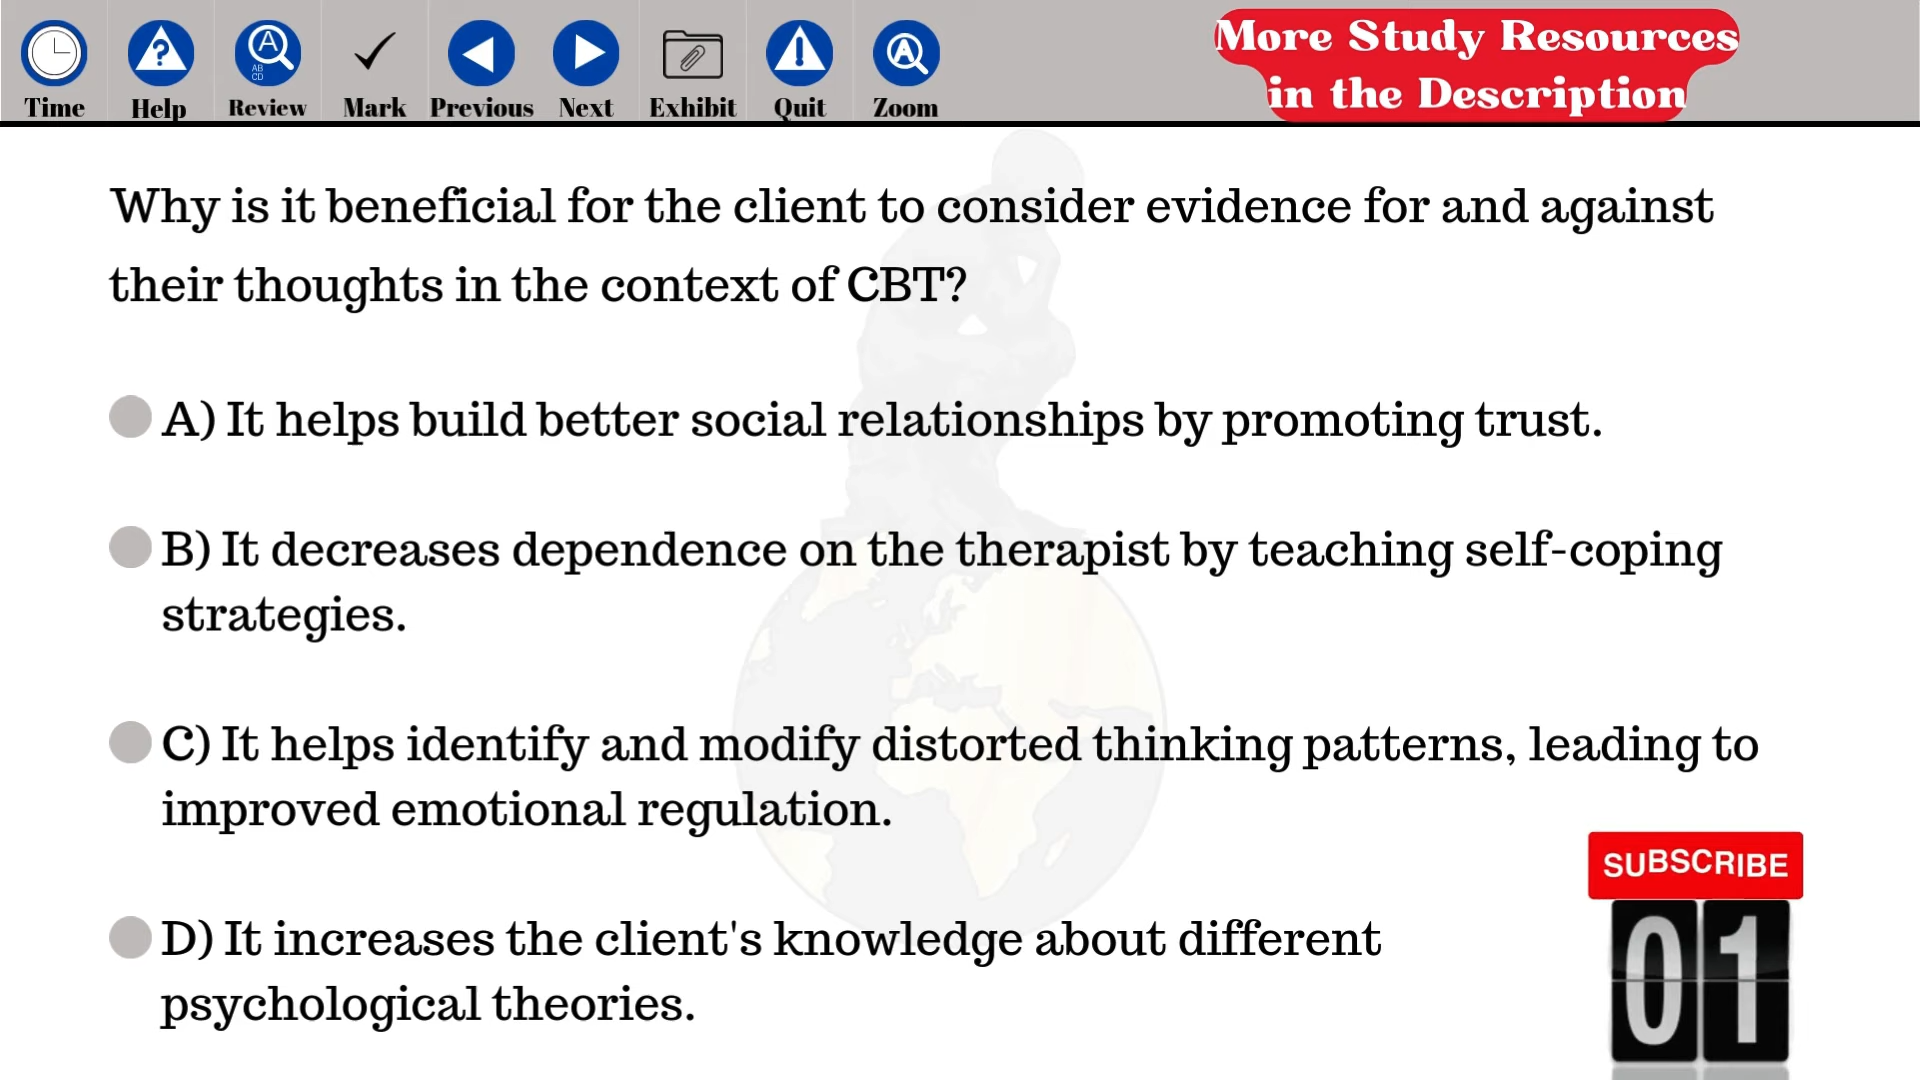 Time Help Review Mark Previous Next Exhibit Quit Zoom
More Study Resources
in the Description
Why is it beneficial for the client to consider evidence for and against
their thoughts in the context of CBT?
A) It helps build better social relationships by promoting trust.
B) It decreases dependence on the therapist by teaching self-coping
strategies.
C) It helps identify and modify distorted thinking patterns, leading to
improved emotional regulation.
D) It increases the client's knowledge about different
psychological theories.
SUBSCRIBE
01